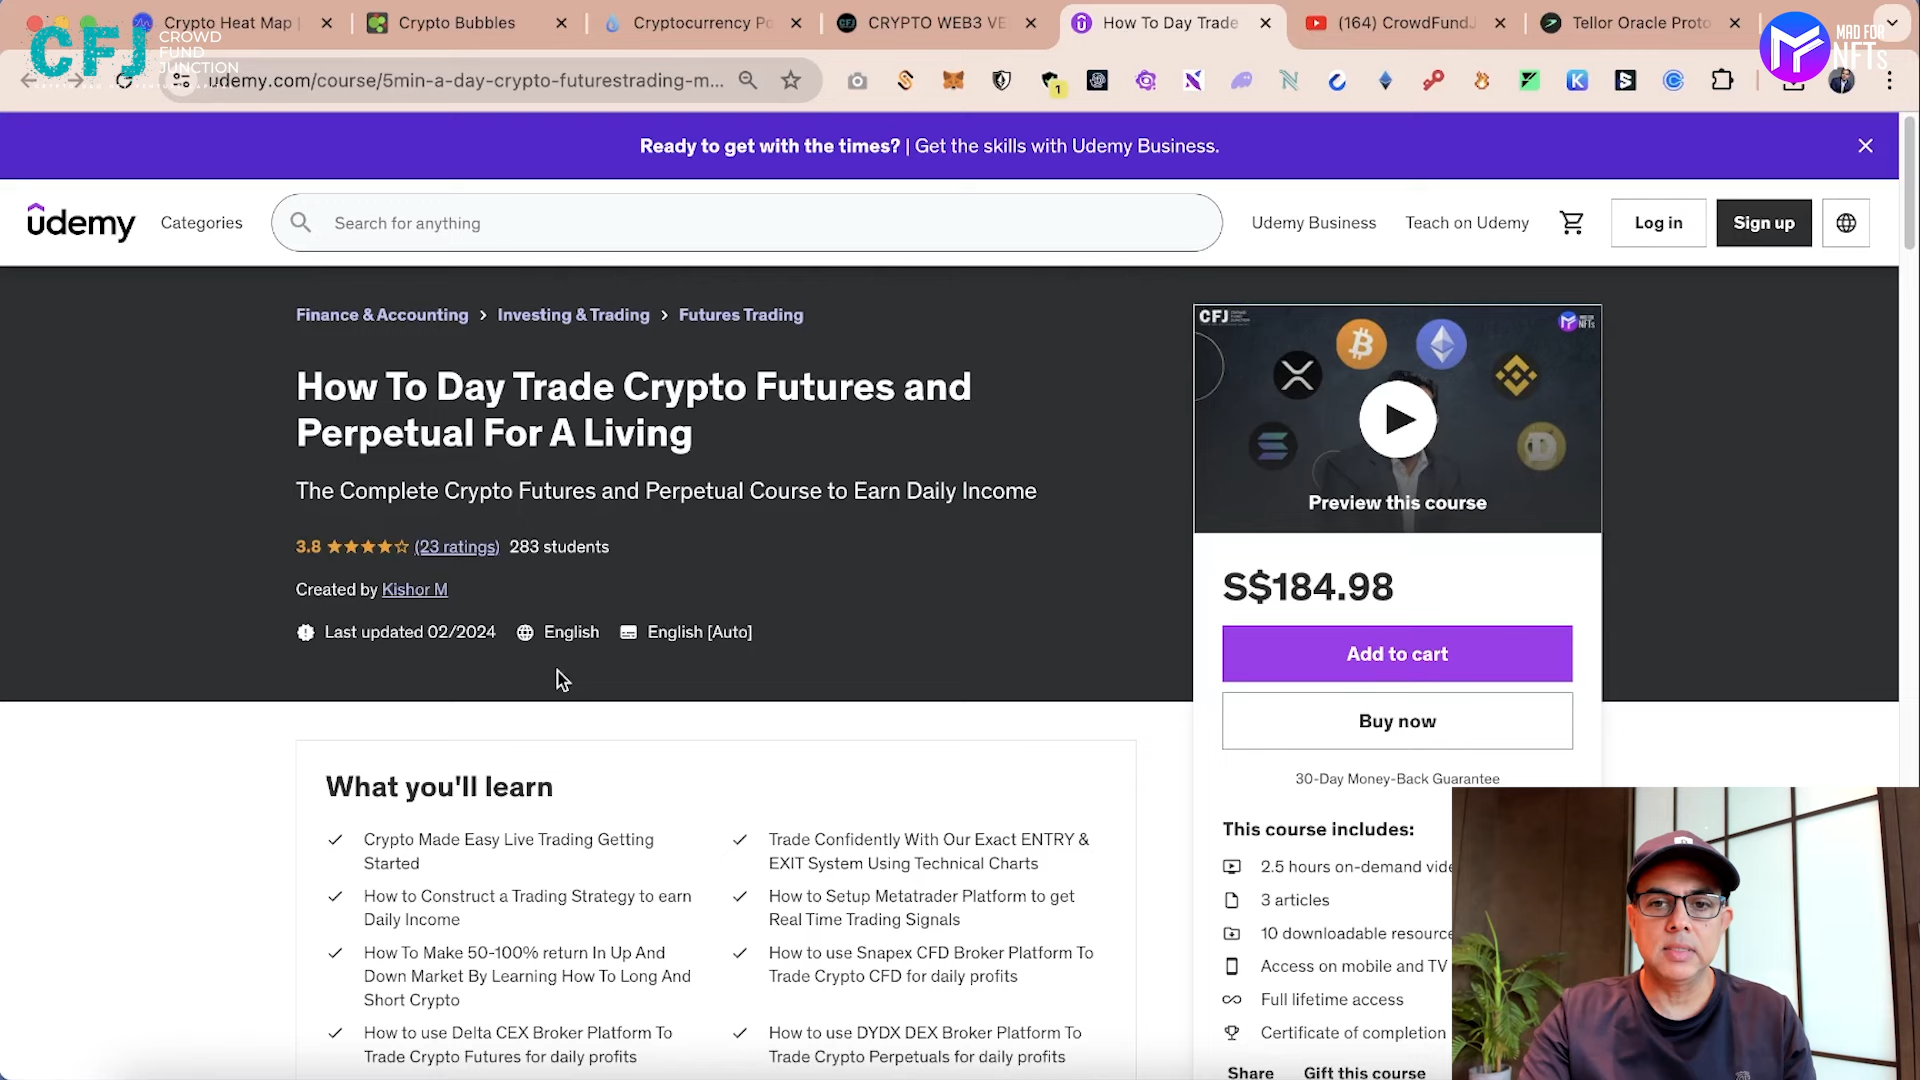 Crypto Heat Map |
Crypto Bubbles
Cryptocurrency Po
CRYPTO WEB3 VE
How To Day Trade
(164) CrowdFundJ
Tellor Oracle Proto
CFJ CROWD FUND JUNCTION
MAD FOR NFTs
udemy.com/course/5min-a-day-crypto-futurestrading-m...
1
Ready to get with the times? | Get the skills with Udemy Business.
udemy
Categories
Search for anything
Udemy Business
Teach on Udemy
Log in
Sign up
Finance & Accounting > Investing & Trading > Futures Trading
How To Day Trade Crypto Futures and
Perpetual For A Living
The Complete Crypto Futures and Perpetual Course to Earn Daily Income
3.8 (23 ratings) 283 students
Created by Kishor M
Last updated 02/2024 English English [Auto]
CFJ
NFTs
Preview this course
S$184.98
Add to cart
Buy now
30-Day Money-Back Guarantee
This course includes:
2.5 hours on-demand vide
3 articles
10 downloadable resource
Access on mobile and TV
Full lifetime access
Certificate of completion
Share Gift this course
What you'll learn
Crypto Made Easy Live Trading Getting
Started
How to Construct a Trading Strategy to earn
Daily Income
How To Make 50-100% return In Up And
Down Market By Learning How To Long And
Short Crypto
How to use Delta CEX Broker Platform To
Trade Crypto Futures for daily profits
Trade Confidently With Our Exact ENTRY &
EXIT System Using Technical Charts
How to Setup Metatrader Platform to get
Real Time Trading Signals
How to use Snapex CFD Broker Platform To
Trade Crypto CFD for daily profits
How to use DYDX DEX Broker Platform To
Trade Crypto Perpetuals for daily profits